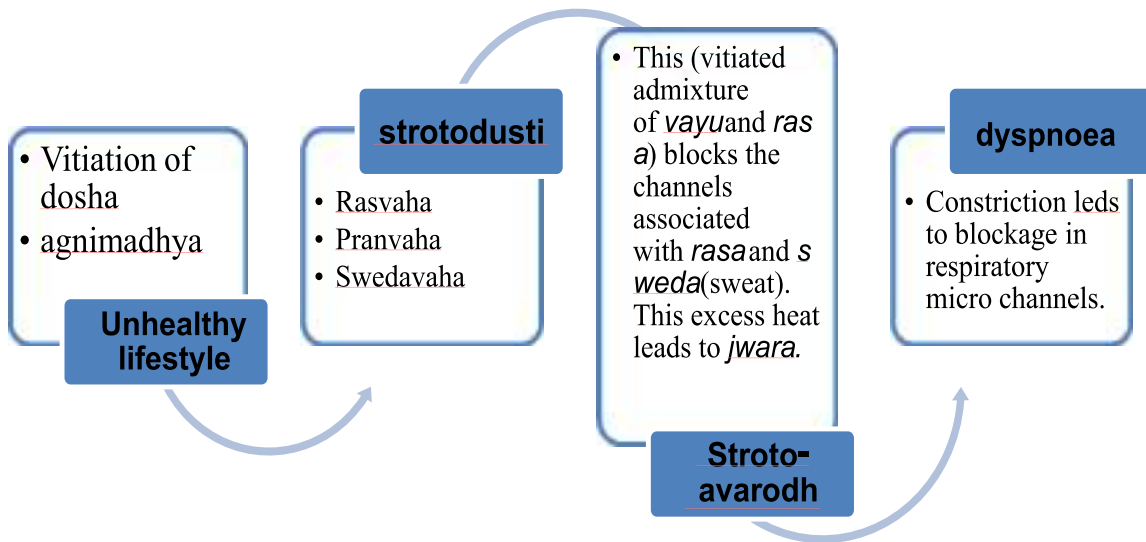 • Vitiation of
dosha
• agnimadhya
Unhealthy
lifestyle
strotodusti
• Rasvaha
• Pranvaha
• Swedavaha
• This (vitiated
admixture
of vayuand ras
a) blocks the
channels
associated
with rasa and s
weda(sweat).
This excess heat
leads to jwara.
Stroto-
avarodh
dyspnoea
• Constriction leds
to blockage in
respiratory
micro channels.